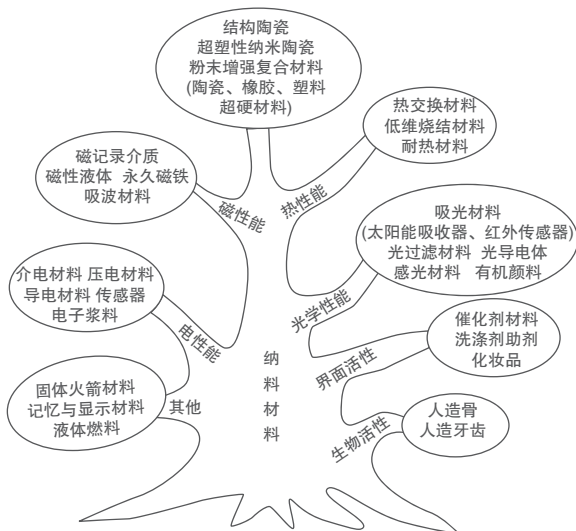 结构陶瓷
超塑性纳米陶瓷
粉末增强复合材料
(陶瓷、橡胶、塑料
超硬材料)
热交换材料
低维烧结材料
耐热材料
磁记录介质
磁性液体 永久磁铁
吸波材料
磁性能
热性能
吸光材料
(太阳能吸收器、红外传感器)
光过滤材料 光导电体
感光材料 有机颜料
介电材料 压电材料
导电材料 传感器
电子浆料
电性能
光学性能
催化剂材料
洗涤剂助剂
化妆品
界面活性
纳
料
材
料
固体火箭材料
记忆与显示材料
液体燃料
其他
人造骨
人造牙齿
生物活性